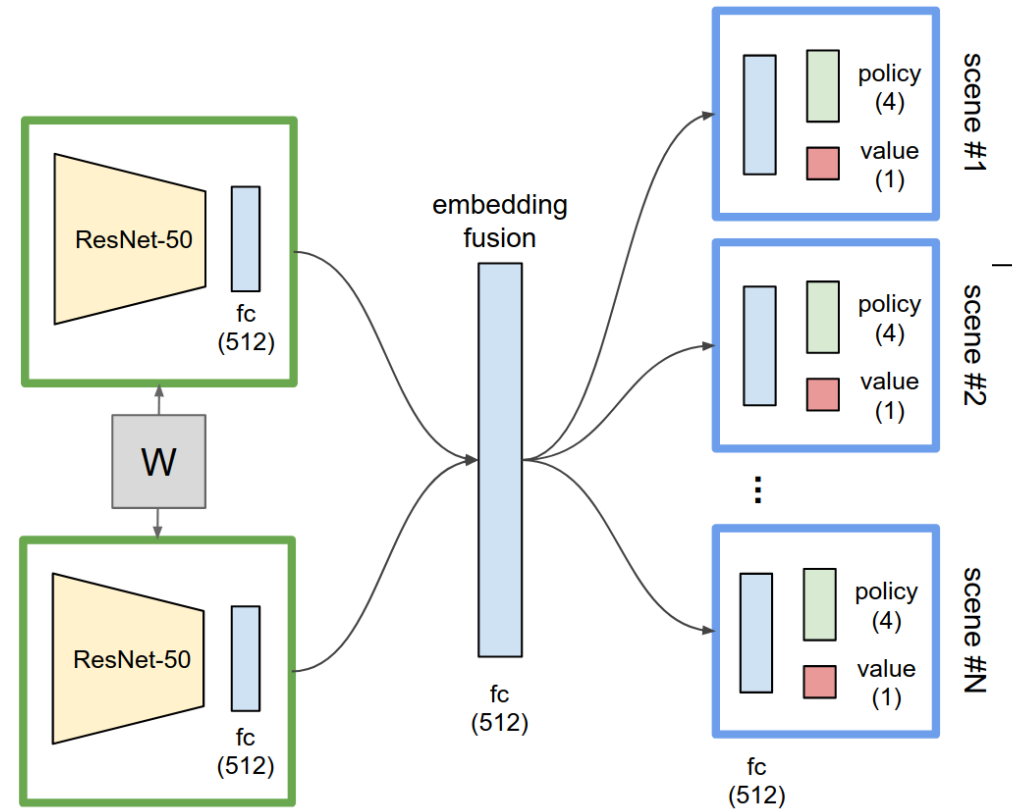 ResNet-50
fc
(512)
W
ResNet-50
fc
(512)
embedding
fusion
fc
(512)
policy
(4)
value
(1)
scene #1
policy
(4)
value
(1)
scene #2
...
policy
(4)
value
(1)
scene #N
fc
(512)